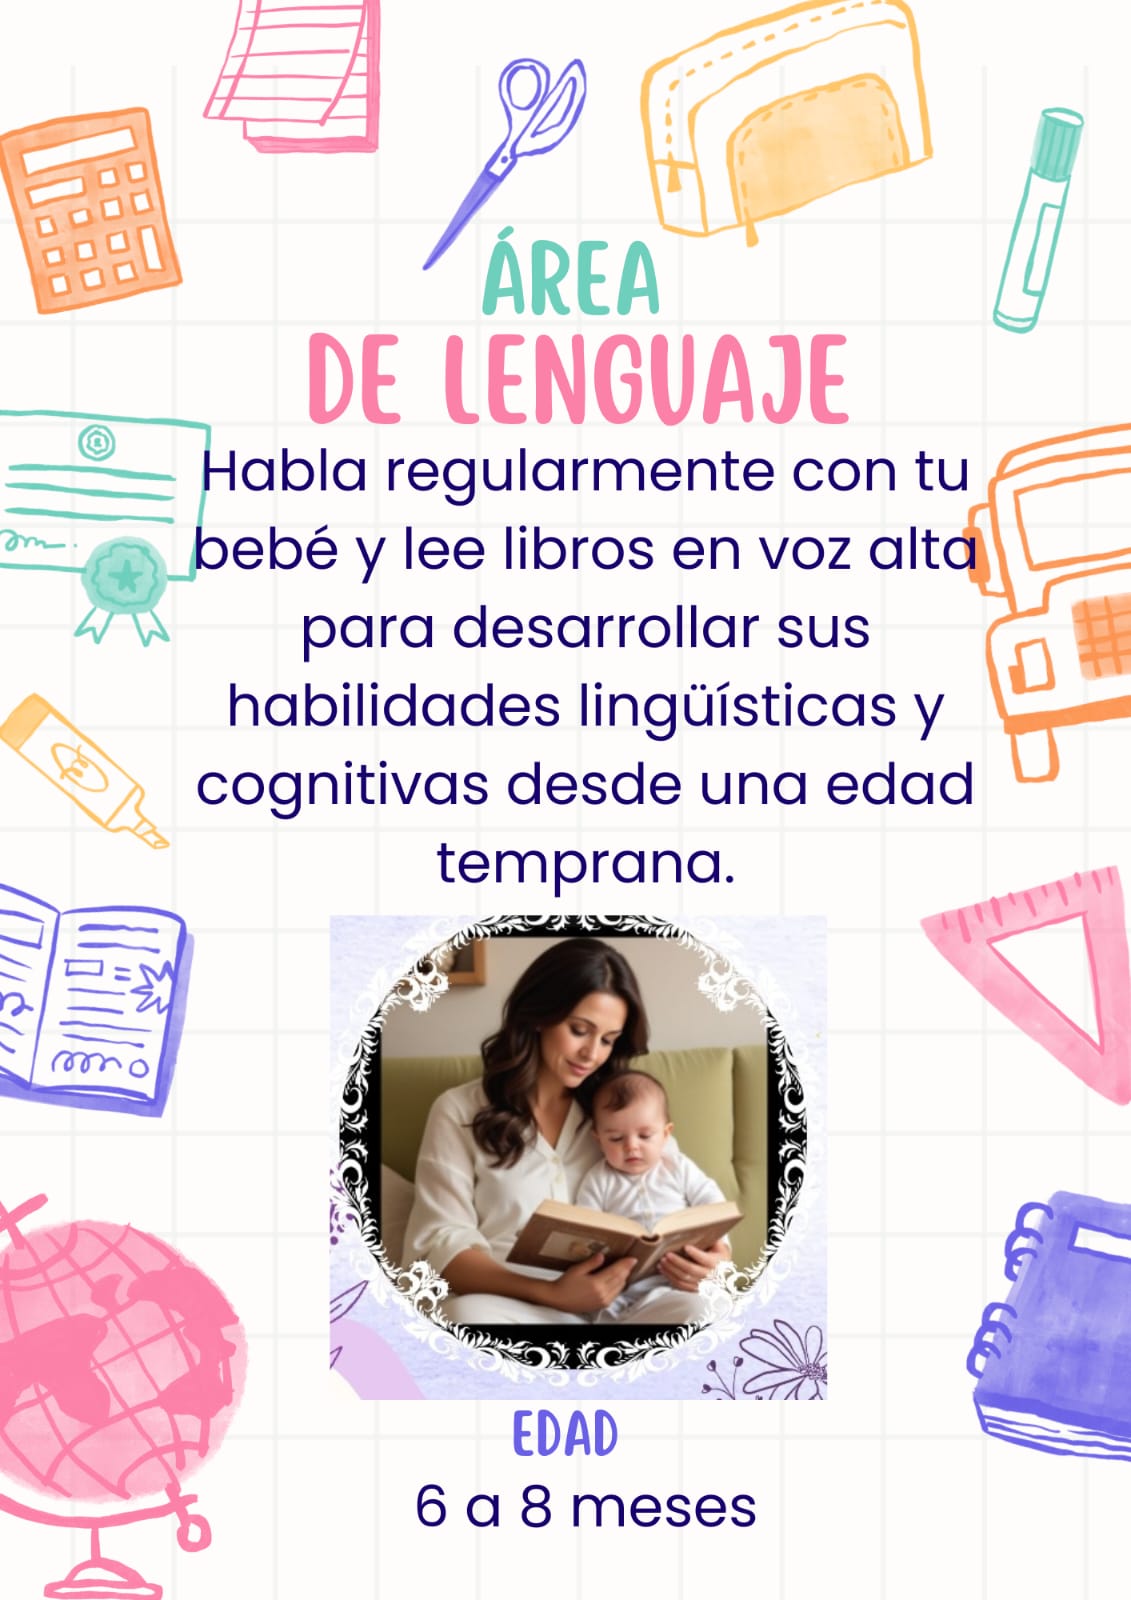 ÁREA
DE LENGUAJE
Habla regularmente con tu
bebé y lee libros en voz alta
para desarrollar sus
habilidades lingüísticas y
cognitivas desde una edad
temprana.
EDAD
6 a 8 meses